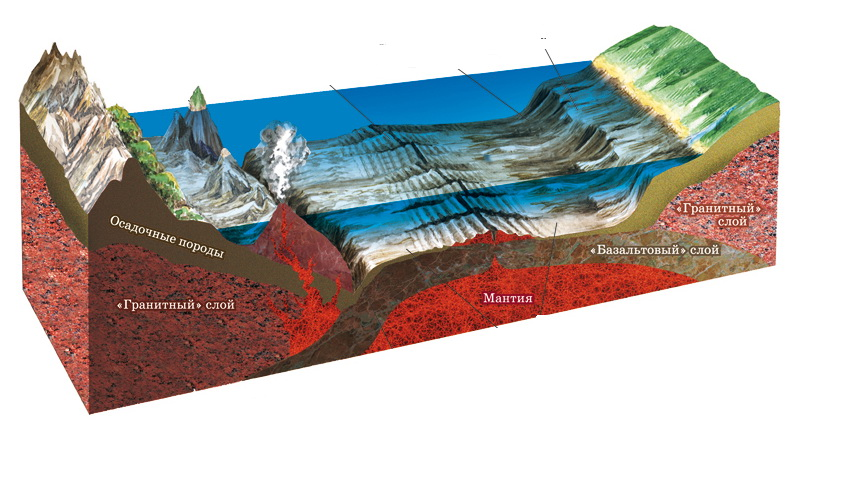 Осадочные породы
«Гранитный» слой
Мантия
«Базальтовый» слой
«Гранитный»
слой